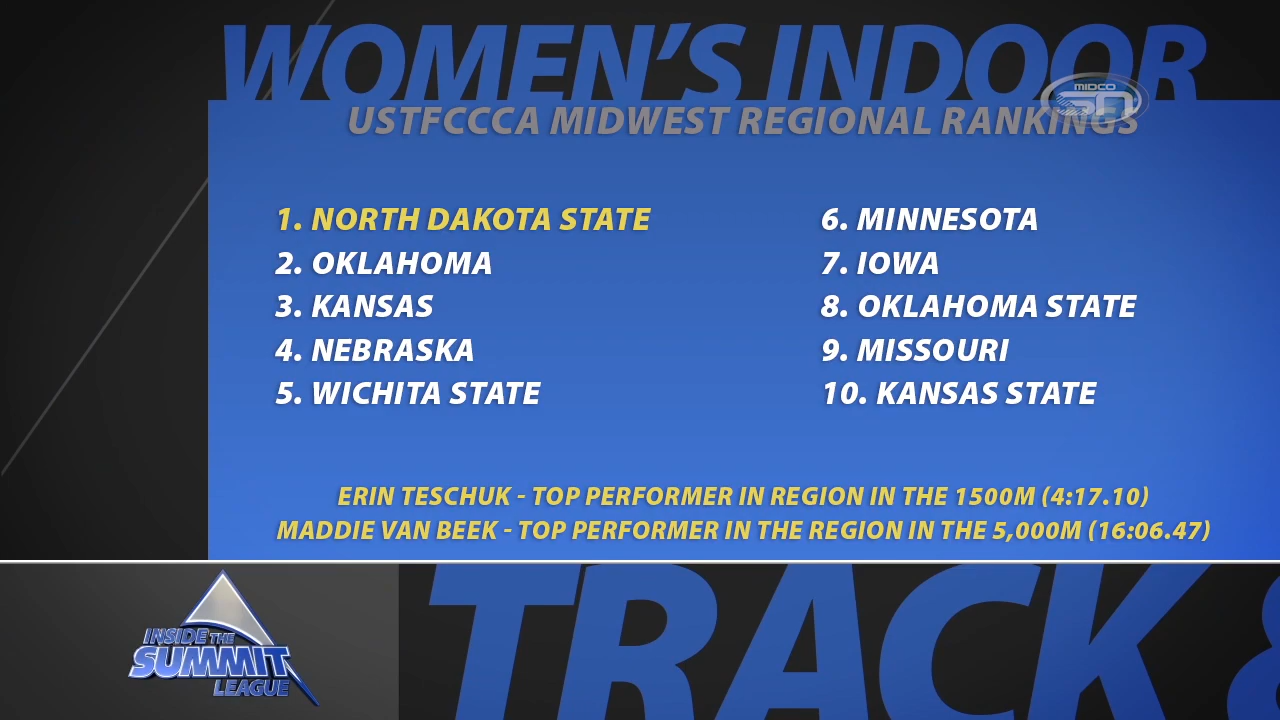 WOMEN'S INDOOR
MIDCO
SN
USTFCCCA MIDWEST REGIONAL RANKINGS
1. NORTH DAKOTA STATE
2. OKLAHOMA
3. KANSAS
4. NEBRASKA
5. WICHITA STATE
6. MINNESOTA
7. IOWA
8. OKLAHOMA STATE
9. MISSOURI
10. KANSAS STATE
ERIN TESCHUK - TOP PERFORMER IN REGION IN THE 1500M (4:17.10)
MADDIE VAN BEEK - TOP PERFORMER IN THE REGION IN THE 5,000M (16:06.47)
INSIDE THE
SUMMIT
LEAGUE
TRACK &